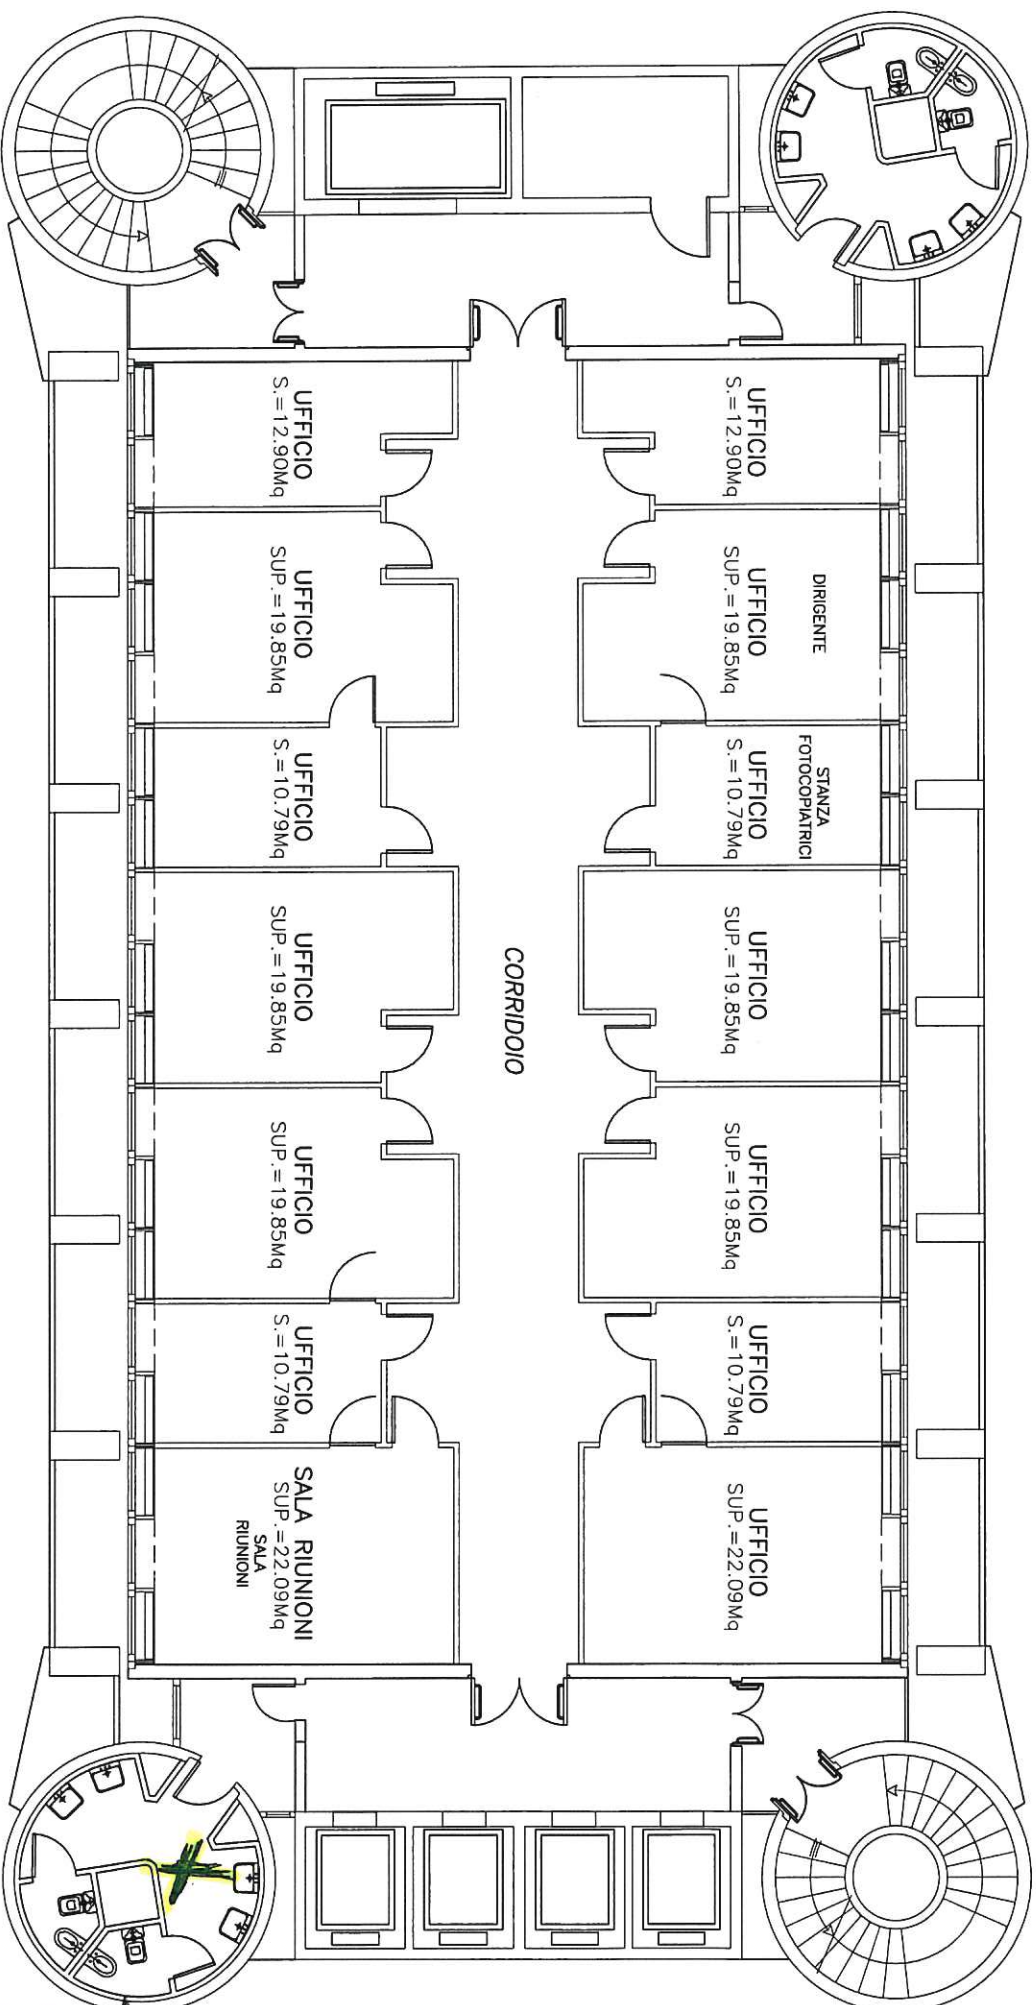 UFFICIO
S.=12.90Mq
UFFICIO
SUP.=19.85Mq
DIRIGENTE
UFFICIO
S.=10.79Mq
STANZA
FOTOCOPIATRICI
UFFICIO
SUP.=19.85Mq
UFFICIO
SUP.=19.85Mq
UFFICIO
S.=10.79Mq
UFFICIO
SUP.=22.09Mq
CORRIDOIO
UFFICIO
S.=12.90Mq
UFFICIO
SUP.=19.85Mq
UFFICIO
S.=10.79Mq
UFFICIO
SUP.=19.85Mq
UFFICIO
SUP.=19.85Mq
UFFICIO
S.=10.79Mq
SALA RIUNIONI
SUP.=22.09Mq
SALA
RIUNIONI